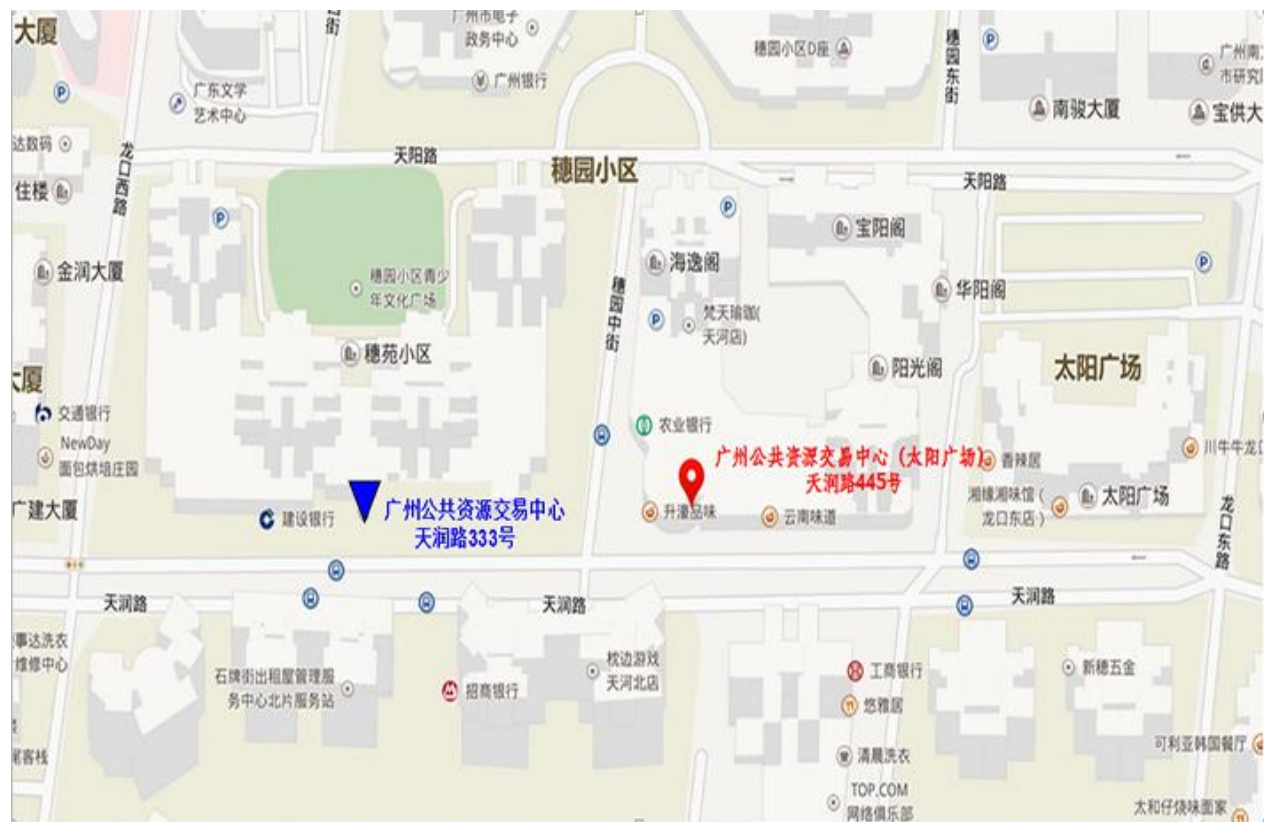 大厦
西街
广州市电子
政务中心
广州银行
穗园小区D座
穗园东街
南骏大厦
宝供大
广东文学
艺术中心
达数码
住楼
龙口西路
天阳路
穗园小区
天阳路
宝阳阁
海逸阁
金润大厦
穗园小区青少
年文化广场
穗园中街
华阳阁
梵天瑜珈(
天河店)
穗苑小区
阳光阁
太阳广场
大厦
交通银行
农业银行
NewDay
面包烘培庄园
广州公共资源交易中心(太阳广场)
天润路445号
香辣居
川牛牛龙口
湘缘湘味馆(
龙口东店)
太阳广场
广建大厦
建设银行
广州公共资源交易中心
天润路333号
云南味道
龙口东路
天润路
天润路
天润路
事达洗衣
维修中心
石牌街出租屋管理服
务中心北片服务站
招商银行
枕边游戏
天河北店
工商银行
悠雅居
新穗五金
清晨洗衣
可利亚韩国餐厅
尾客栈
TOP.COM
网络俱乐部
太和仔烧味面家